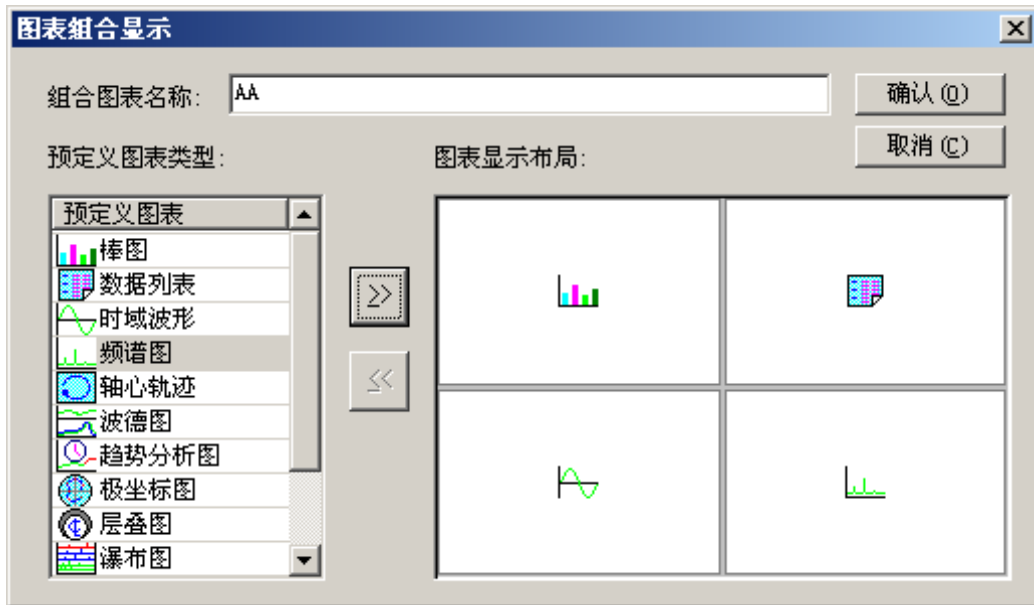 图表组合显示
组合图表名称: AA
确认(O)
预定义图表类型:
图表显示布局:
取消(C)
预定义图表
棒图
数据列表
时域波形
频谱图
轴心轨迹
波德图
趋势分析图
极坐标图
层叠图
瀑布图
>>
<<